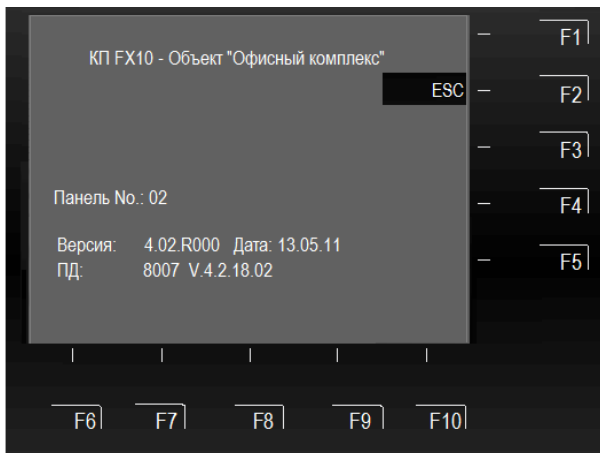 КП FX10 - Объект "Офисный комплекс"
ESC
Панель No.: 02
Версия: 4.02.R000 Дата: 13.05.11
ПД: 8007 V.4.2.18.02
F1
F2
F3
F4
F5
F6 F7 F8 F9 F10